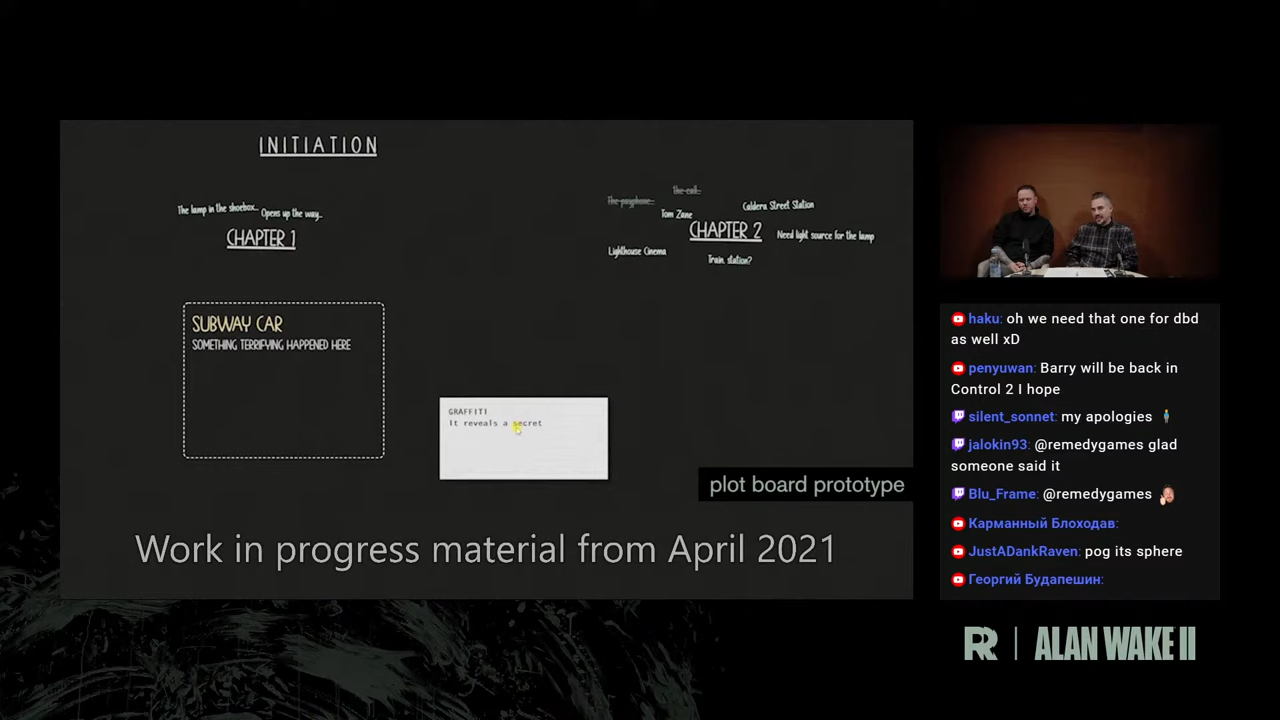 INITIATION
The lamp in the shoebox...
Opens up the way...
CHAPTER 1
The call...
The payphone...
Tom Zane
Caldera Street Station
CHAPTER 2
Need light source for the lamp
Lighthouse Cinema
Train station?
SUBWAY CAR
SOMETHING TERRIFYING HAPPENED HERE
GRAFFITI
It reveals a secret
plot board prototype
Work in progress material from April 2021
haku: oh we need that one for dbd
as well xD
penyuwan: Barry will be back in
Control 2 I hope
silent_sonnet: my apologies
jalokin93: @remedygames glad
someone said it
Blu_Frame: @remedygames
Карманный Блоходав:
JustADankRaven: pog its sphere
Георгий Будапешин:
R | ALAN WAKE II